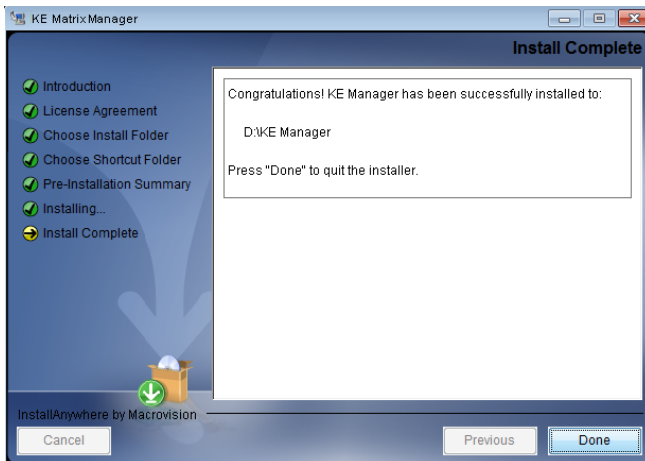 KE MatrixManager
Install Complete
Introduction
License Agreement
Choose Install Folder
Choose Shortcut Folder
Pre-Installation Summary
Installing...
Install Complete
Congratulations! KE Manager has been successfully installed to:
D:\KE Manager
Press "Done" to quit the installer.
InstallAnywhere by Macrovision
Cancel
Previous
Done